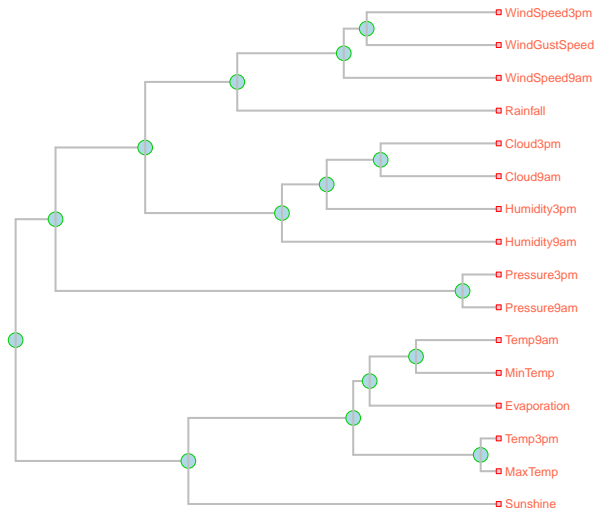 WindSpeed3pm
WindGustSpeed
WindSpeed9am
Rainfall
Cloud3pm
Cloud9am
Humidity3pm
Humidity9am
Pressure3pm
Pressure9am
Temp9am
MinTemp
Evaporation
Temp3pm
MaxTemp
Sunshine